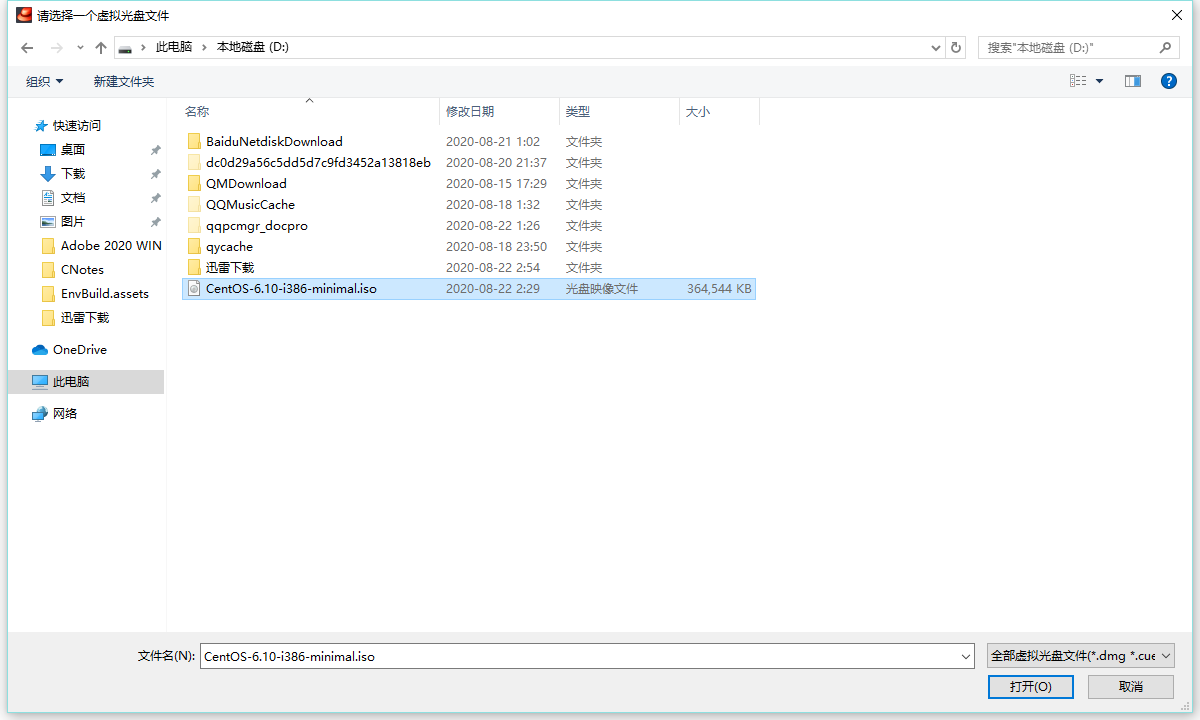 请选择一个虚拟光盘文件
此电脑 本地磁盘 (D:) 搜索"本地磁盘 (D:)"
组织 新建文件夹
名称 修改日期 类型 大小
快速访问
桌面
下载
文档
图片
Adobe 2020 WIN
CNotes
EnvBuild.assets
迅雷下载
OneDrive
此电脑
网络
BaiduNetdiskDownload 2020-08-21 1:02 文件夹
dc0d29a56c5dd5d7c9fd3452a13818eb 2020-08-20 21:37 文件夹
QMDownload 2020-08-15 17:29 文件夹
QQMusicCache 2020-08-18 1:32 文件夹
qqpcmgr_docpro 2020-08-22 1:26 文件夹
qycache 2020-08-18 23:50 文件夹
迅雷下载 2020-08-22 2:54 文件夹
CentOS-6.10-i386-minimal.iso 2020-08-22 2:29 光盘映像文件 364,544 KB
文件名(N): CentOS-6.10-i386-minimal.iso 全部虚拟光盘文件(*.dmg *.cue
打开(O) 取消